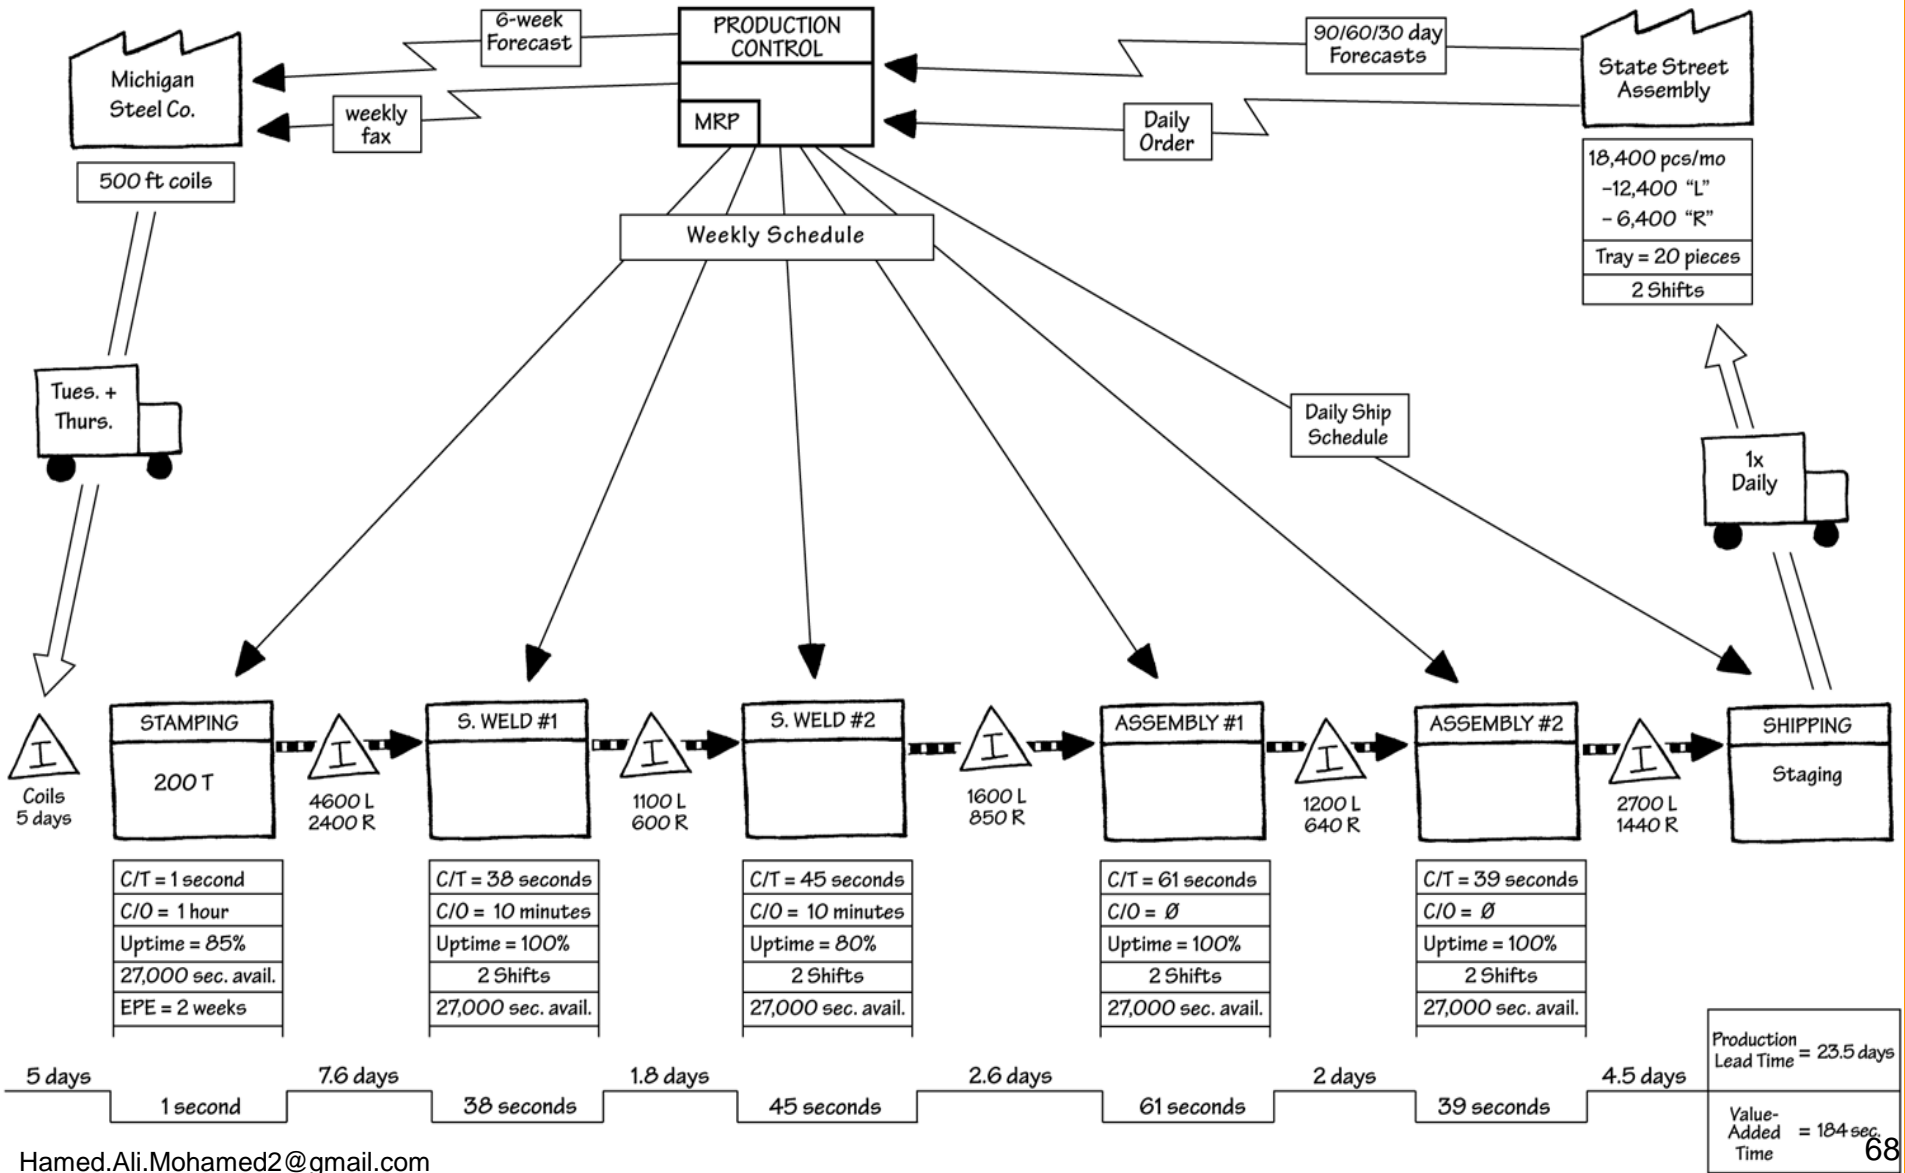 6-week
Forecast
PRODUCTION
CONTROL
MRP
90/60/30 day
Forecasts
Michigan
Steel Co.
weekly
fax
Daily
Order
State Street
Assembly
500 ft coils
18,400 pcs/mo
-12,400 "L"
- 6,400 "R"
Tray = 20 pieces
2 Shifts
Weekly Schedule
Tues. +
Thurs.
Daily Ship
Schedule
1x
Daily
I
Coils
5 days
STAMPING
200 T
I
4600 L
2400 R
S. WELD #1
I
1100 L
600 R
S. WELD #2
I
1600 L
850 R
ASSEMBLY #1
I
1200 L
640 R
ASSEMBLY #2
I
2700 L
1440 R
SHIPPING
Staging
C/T = 1 second
C/O = 1 hour
Uptime = 85%
27,000 sec. avail.
EPE = 2 weeks
C/T = 38 seconds
C/O = 10 minutes
Uptime = 100%
2 Shifts
27,000 sec. avail.
C/T = 45 seconds
C/O = 10 minutes
Uptime = 80%
2 Shifts
27,000 sec. avail.
C/T = 61 seconds
C/O = Ø
Uptime = 100%
2 Shifts
27,000 sec. avail.
C/T = 39 seconds
C/O = Ø
Uptime = 100%
2 Shifts
27,000 sec. avail.
5 days
1 second
7.6 days
38 seconds
1.8 days
45 seconds
2.6 days
61 seconds
2 days
39 seconds
4.5 days
Production
Lead Time = 23.5 days
Value-
Added = 184 sec.
Time
Hamed.Ali.Mohamed2@gmail.com
68